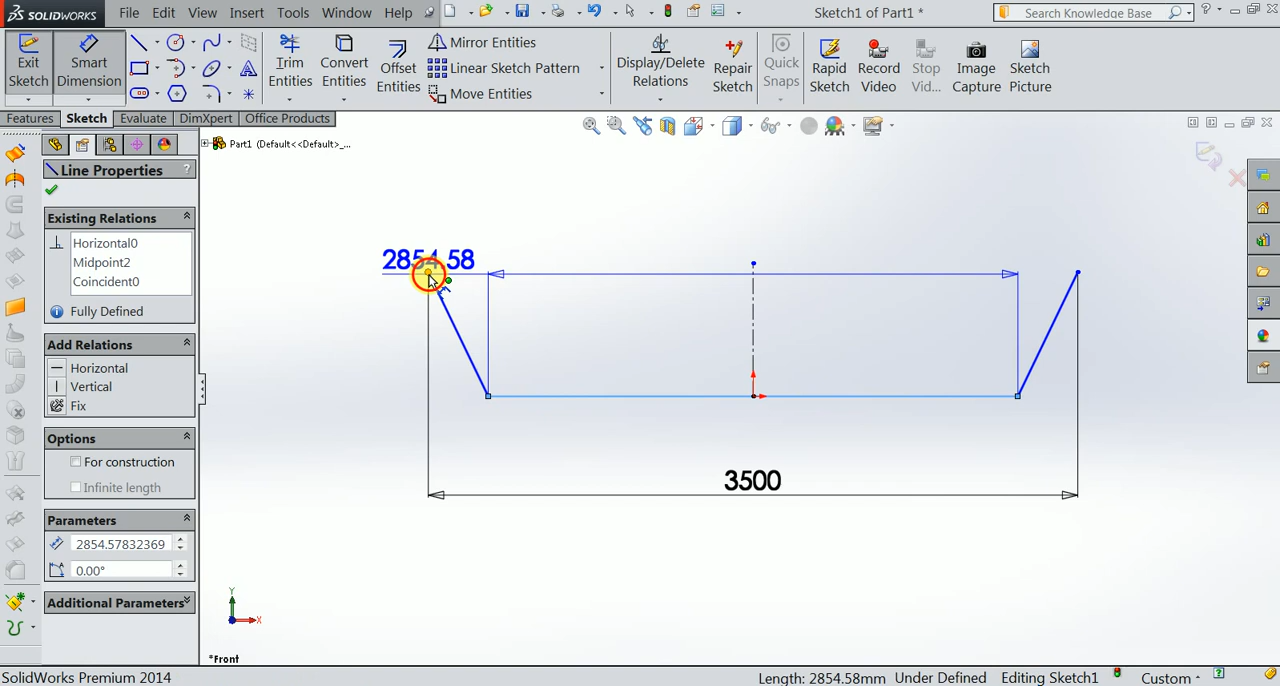 SOLIDWORKS File Edit View Insert Tools Window Help Sketch1 of Part1 * Search Knowledge Base
Exit Sketch
Smart Dimension
Trim Entities
Convert Entities
Offset Entities
Mirror Entities
Linear Sketch Pattern
Move Entities
Display/Delete Relations
Repair Sketch
Quick Snaps
Rapid Sketch
Record Video
Stop Vid...
Image Capture
Sketch Picture
Features Sketch Evaluate DimXpert Office Products
Part1 (Default<<Default>_...
Line Properties ?
Existing Relations
Horizontal0
Midpoint2
Coincident0
Fully Defined
Add Relations
Horizontal
Vertical
Fix
Options
For construction
Infinite length
Parameters
2854.57832369
0.00°
Additional Parameters
2854.58
3500
Y
X
*Front
SolidWorks Premium 2014 Length: 2854.58mm Under Defined Editing Sketch1 Custom